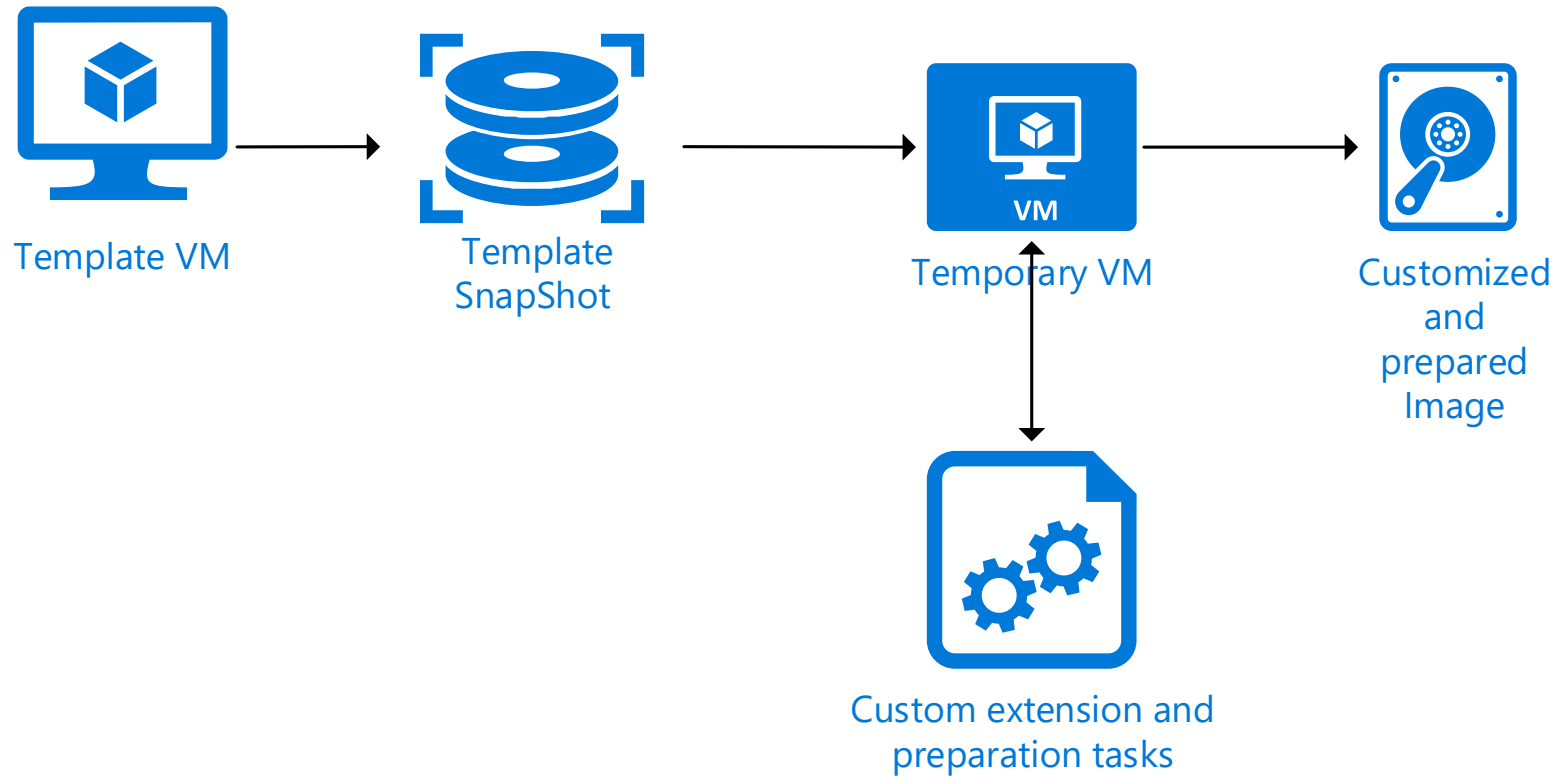 VM
Template VM
Template
SnapShot
Temporary VM
Customized
and
prepared
Image
Custom extension and
preparation tasks